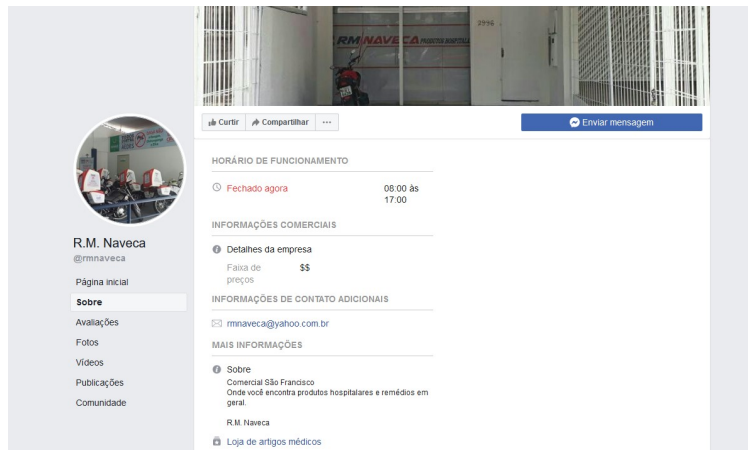 RM NAVECA PRODUTOS HOSPITALA
2996
Curtir Compartilhar ... Enviar mensagem
R.M. Naveca
@rmnaveca
Página inicial
Sobre
Avaliações
Fotos
Vídeos
Publicações
Comunidade
HORÁRIO DE FUNCIONAMENTO
Fechado agora 08:00 às
17:00
INFORMAÇÕES COMERCIAIS
Detalhes da empresa
Faixa de $$
preços
INFORMAÇÕES DE CONTATO ADICIONAIS
rmnaveca@yahoo.com.br
MAIS INFORMAÇÕES
Sobre
Comercial São Francisco
Onde você encontra produtos hospitalares e remédios em
geral.
R.M. Naveca
Loja de artigos médicos